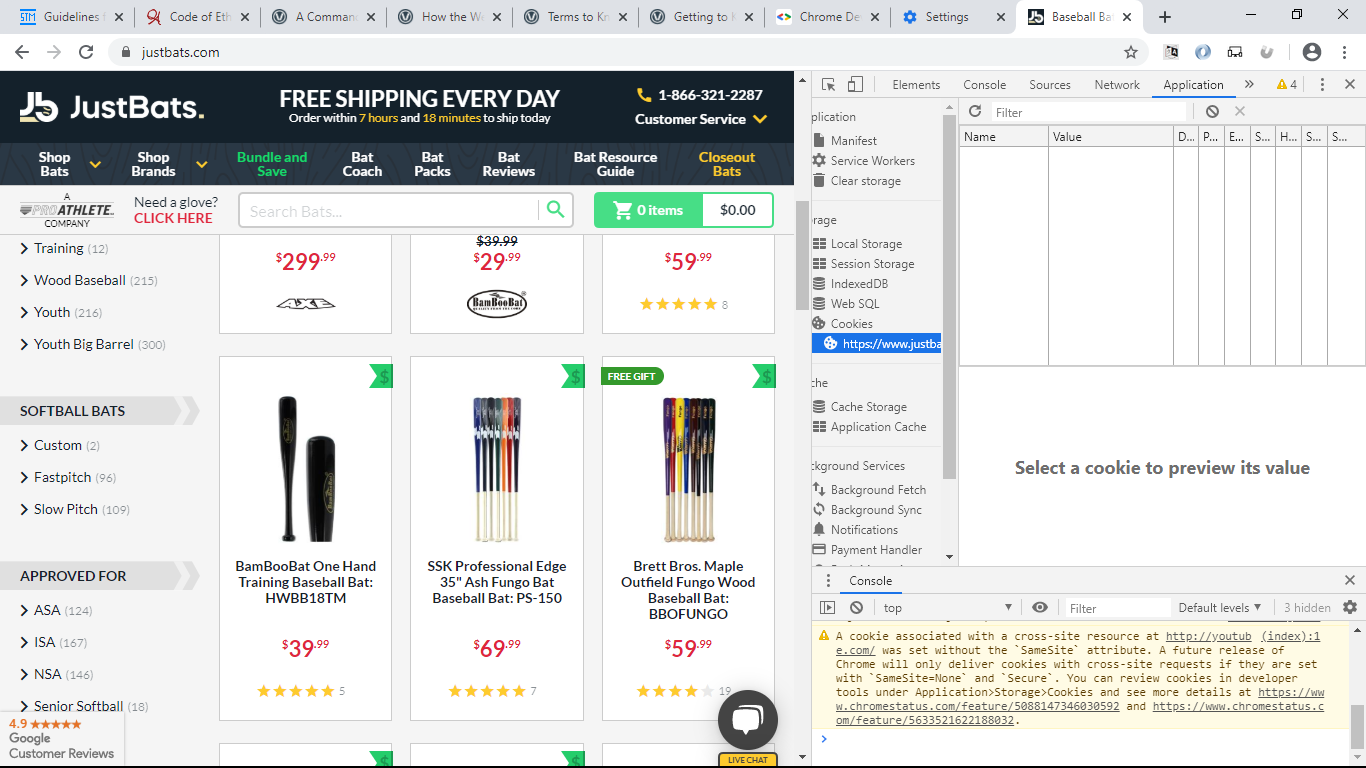 Guidelines f
Code of Eth
A Comman
How the We
Terms to Kn
Getting to K
Chrome Dev
Settings
Baseball Bat
justbats.com
JustBats.
FREE SHIPPING EVERY DAY
Order within 7 hours and 18 minutes to ship today
1-866-321-2287
Customer Service
Shop Bats
Shop Brands
Bundle and Save
Bat Coach
Bat Packs
Bat Reviews
Bat Resource Guide
Closeout Bats
A
PROATHLETE
COMPANY
Need a glove?
CLICK HERE
Search Bats...
0 items
$0.00
Training (12)
Wood Baseball (215)
Youth (216)
Youth Big Barrel (300)
SOFTBALL BATS
Custom (2)
Fastpitch (96)
Slow Pitch (109)
APPROVED FOR
ASA (124)
ISA (167)
NSA (146)
Senior Softball (18)
4.9
Google
Customer Reviews
$299.99
AXE
$39.99
$29.99
BamBooBat
$59.99
8
$
BamBooBat One Hand
Training Baseball Bat:
HWBB18TM
$39.99
5
$
SSK Professional Edge
35" Ash Fungo Bat
Baseball Bat: PS-150
$69.99
7
FREE GIFT
$
Brett Bros. Maple
Outfield Fungo Wood
Baseball Bat:
BBOFUNGO
$59.99
19
$
$
LIVE CHAT
Elements
Console
Sources
Network
Application
4
plication
Manifest
Service Workers
Clear storage
rage
Local Storage
Session Storage
IndexedDB
Web SQL
Cookies
https://www.justba
che
Cache Storage
Application Cache
ckground Services
Background Fetch
Background Sync
Notifications
Payment Handler
Filter
Name
Value
D...
P...
E...
S...
H...
S...
S...
Select a cookie to preview its value
Console
top
Filter
Default levels
3 hidden
A cookie associated with a cross-site resource at http://youtub (index):1
e.com/ was set without the `SameSite` attribute. A future release of
Chrome will only deliver cookies with cross-site requests if they are set
with `SameSite=None` and `Secure`. You can review cookies in developer
tools under Application>Storage>Cookies and see more details at https://ww
w.chromestatus.com/feature/5088147346030592 and https://www.chromestatus.c
om/feature/5633521622188032.